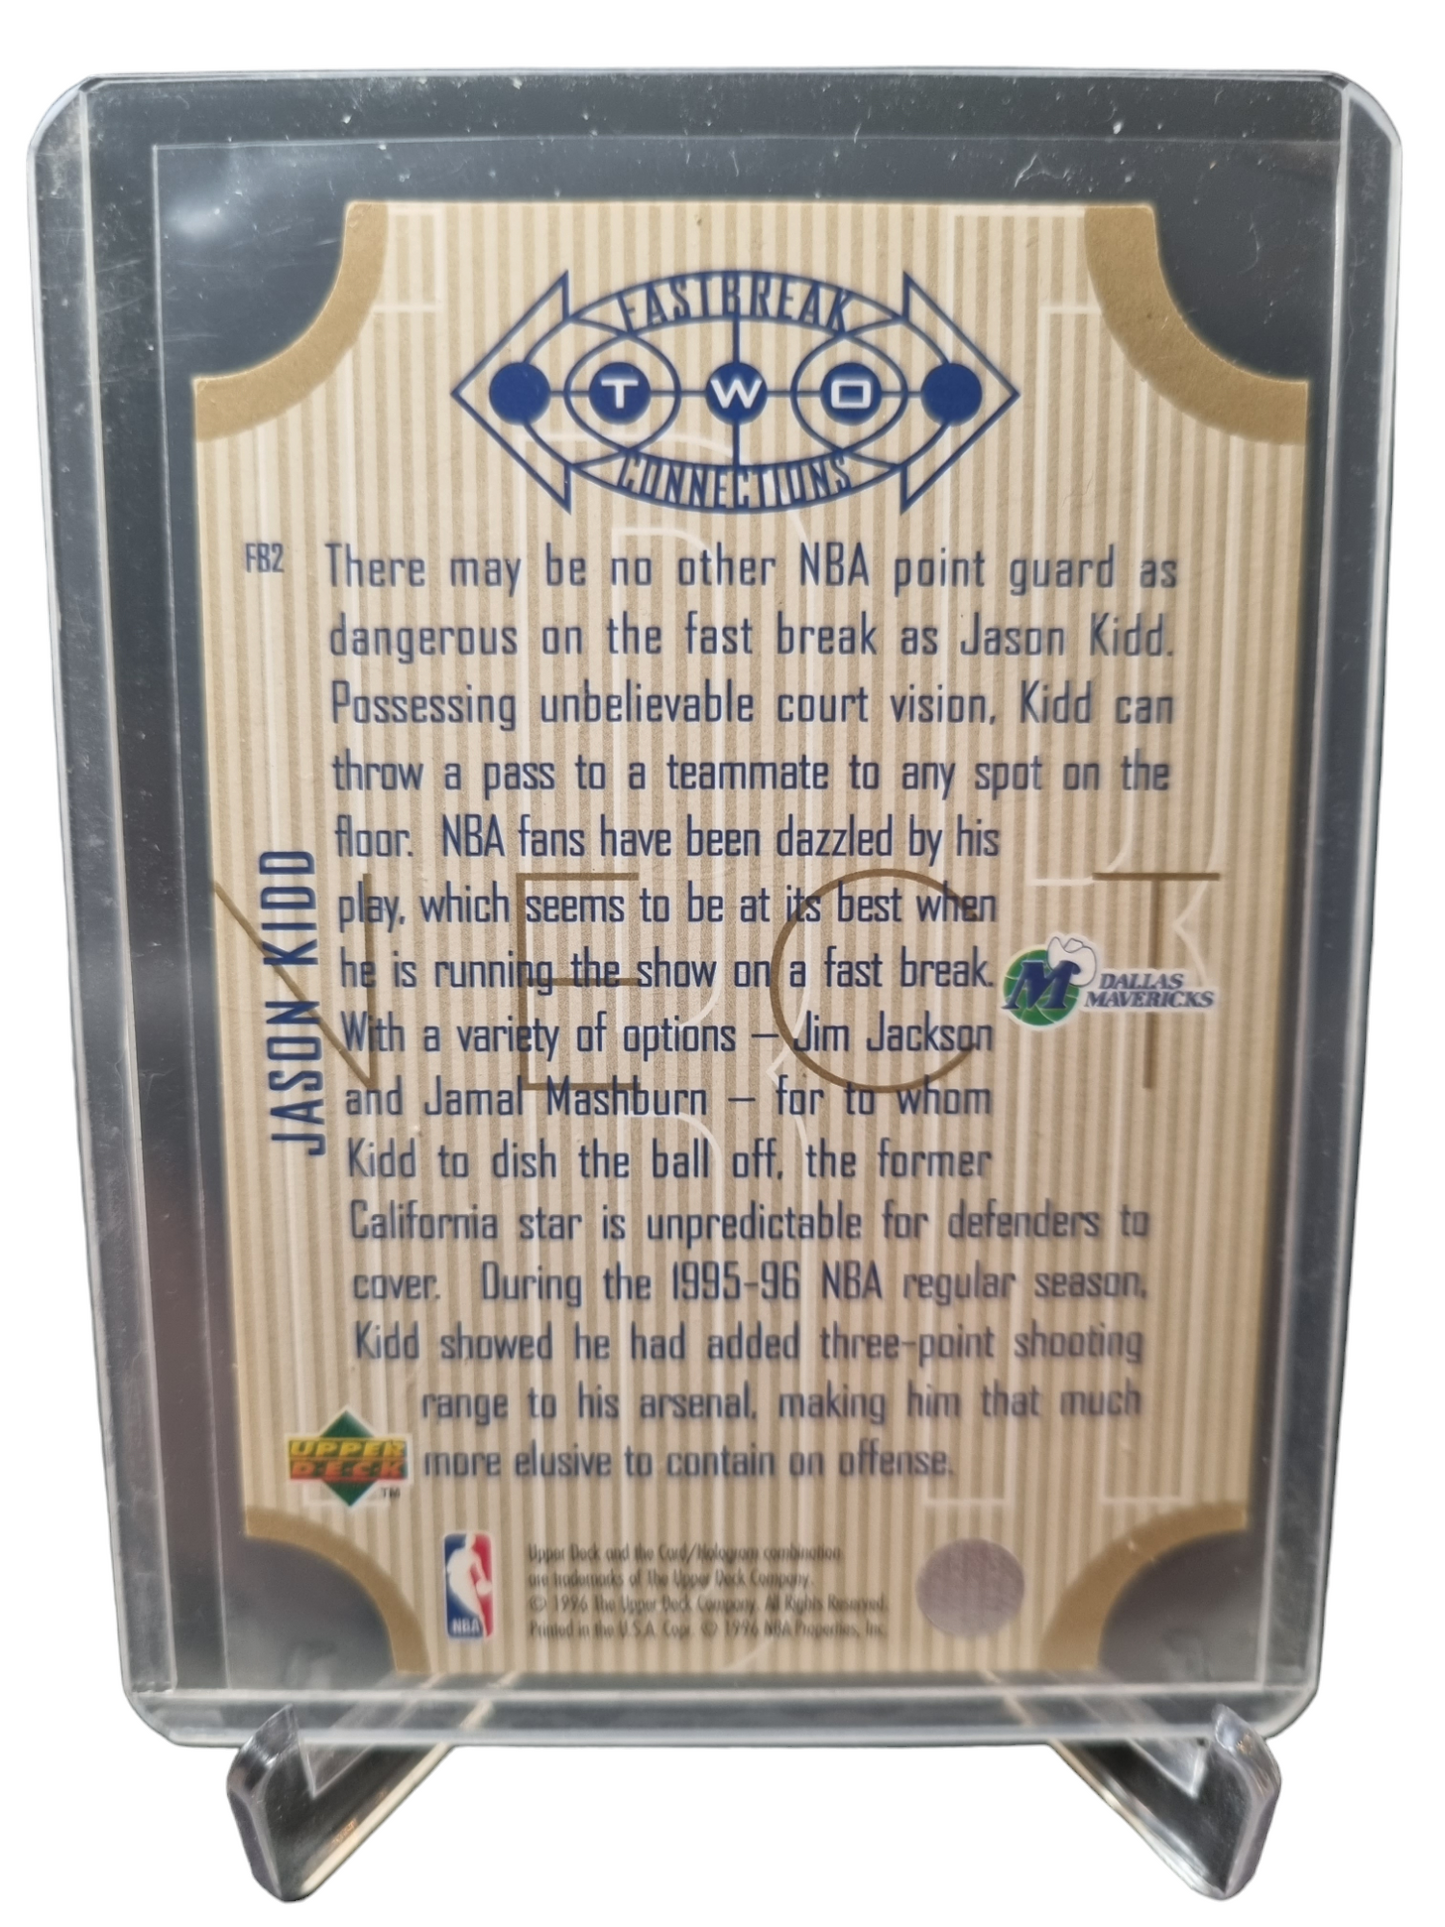 FASTBREAK
TWO
CONNECTIONS
FB2
There may be no other NBA point guard as
dangerous on the fast break as Jason Kidd.
Possessing unbelievable court vision, Kidd can
throw a pass to a teammate to any spot on the
floor. NBA fans have been dazzled by his
play, which seems to be at its best when
he is running the show on a fast break.
With a variety of options – Jim Jackson
and Jamal Mashburn – for to whom
Kidd to dish the ball off, the former
California star is unpredictable for defenders to
cover. During the 1995-96 NBA regular season,
Kidd showed he had added three-point shooting
range to his arsenal, making him that much
more elusive to contain on offense.
JASON KIDD
NECT
M
DALLAS
MAVERICKS
UPPER
DECK
TM
NBA
Upper Deck and the Card/Hologram combination
are trademarks of The Upper Deck Company.
© 1996 The Upper Deck Company. All Rights Reserved.
Printed in the U.S.A. Copr. © 1996 NBA Properties, Inc.